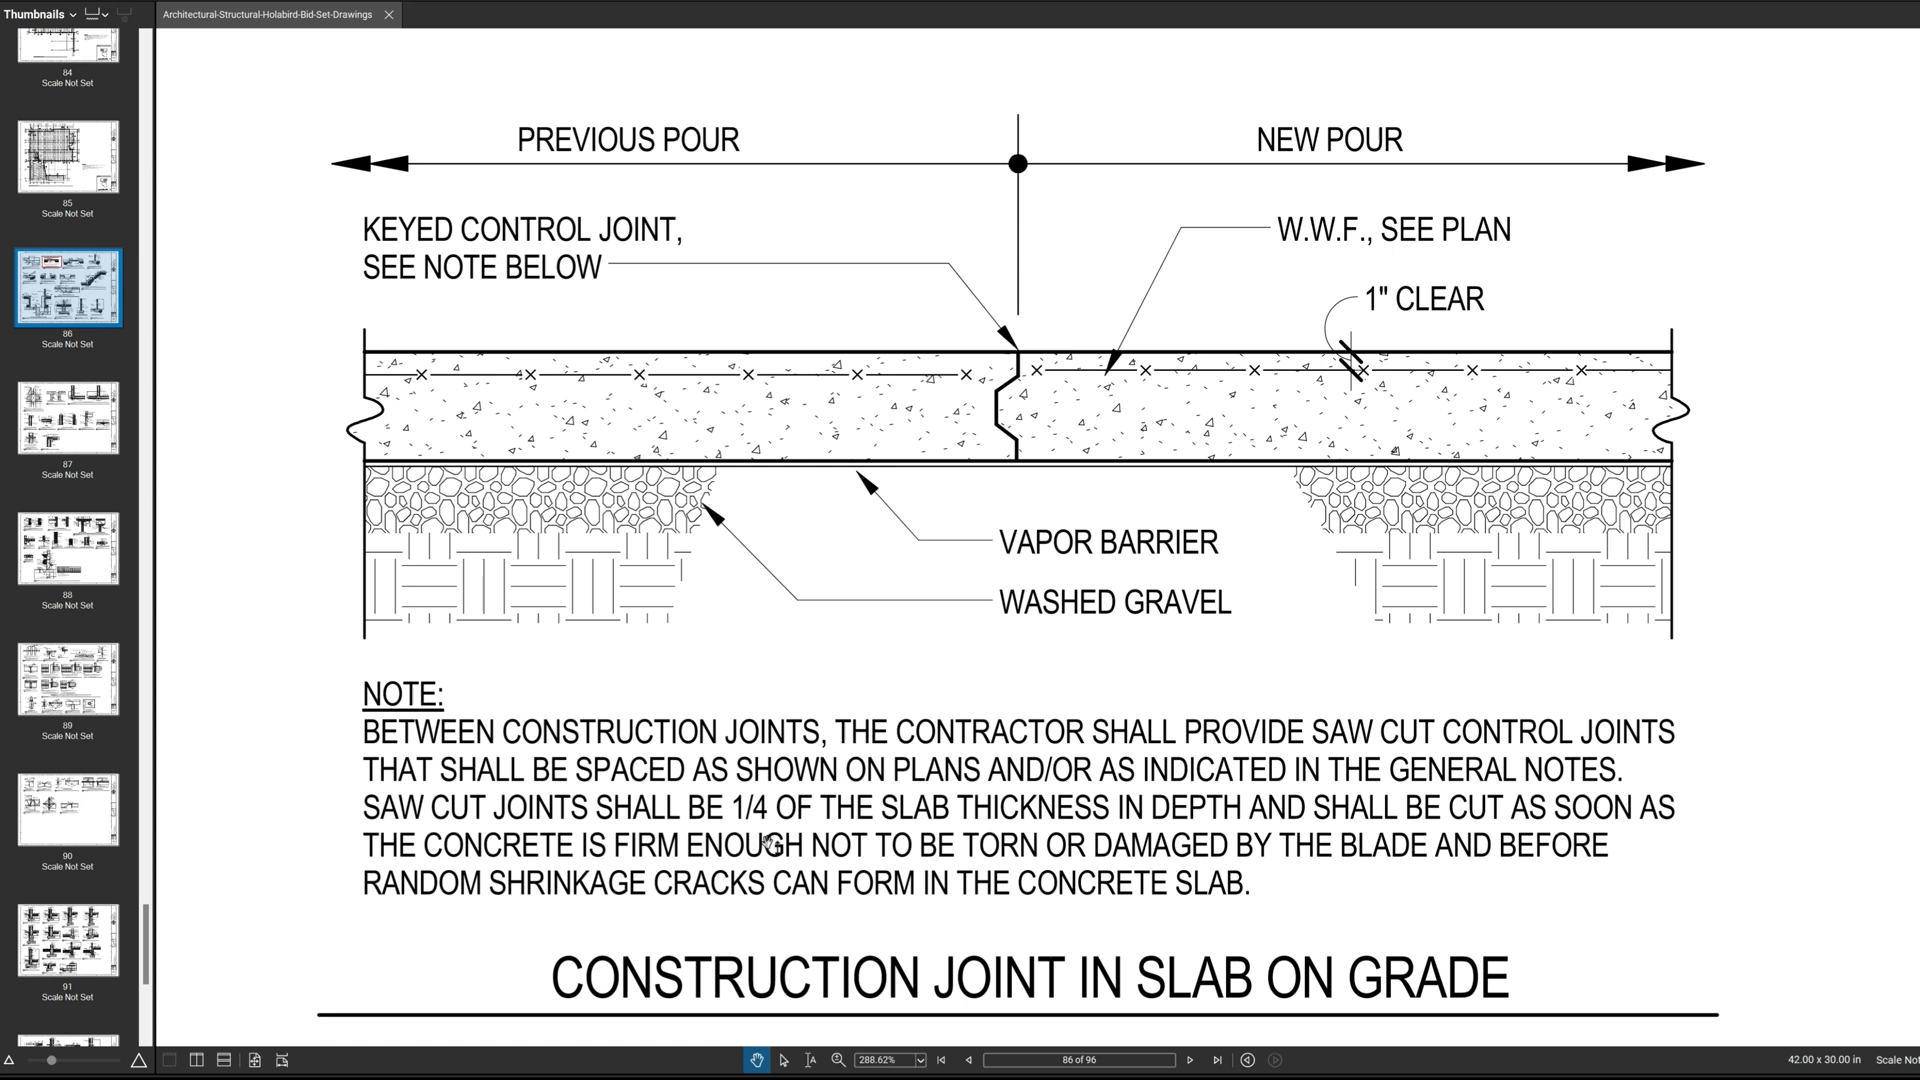 Thumbnails
Architectural-Structural-Holabird-Bid-Set-Drawings
84
Scale Not Set
85
Scale Not Set
86
Scale Not Set
87
Scale Not Set
88
Scale Not Set
89
Scale Not Set
90
Scale Not Set
91
Scale Not Set
PREVIOUS POUR
NEW POUR
KEYED CONTROL JOINT,
SEE NOTE BELOW
W.W.F., SEE PLAN
1" CLEAR
VAPOR BARRIER
WASHED GRAVEL
NOTE:
BETWEEN CONSTRUCTION JOINTS, THE CONTRACTOR SHALL PROVIDE SAW CUT CONTROL JOINTS
THAT SHALL BE SPACED AS SHOWN ON PLANS AND/OR AS INDICATED IN THE GENERAL NOTES.
SAW CUT JOINTS SHALL BE 1/4 OF THE SLAB THICKNESS IN DEPTH AND SHALL BE CUT AS SOON AS
THE CONCRETE IS FIRM ENOUGH NOT TO BE TORN OR DAMAGED BY THE BLADE AND BEFORE
RANDOM SHRINKAGE CRACKS CAN FORM IN THE CONCRETE SLAB.
CONSTRUCTION JOINT IN SLAB ON GRADE
288.62%
86 of 96
42.00 x 30.00 in
Scale Not